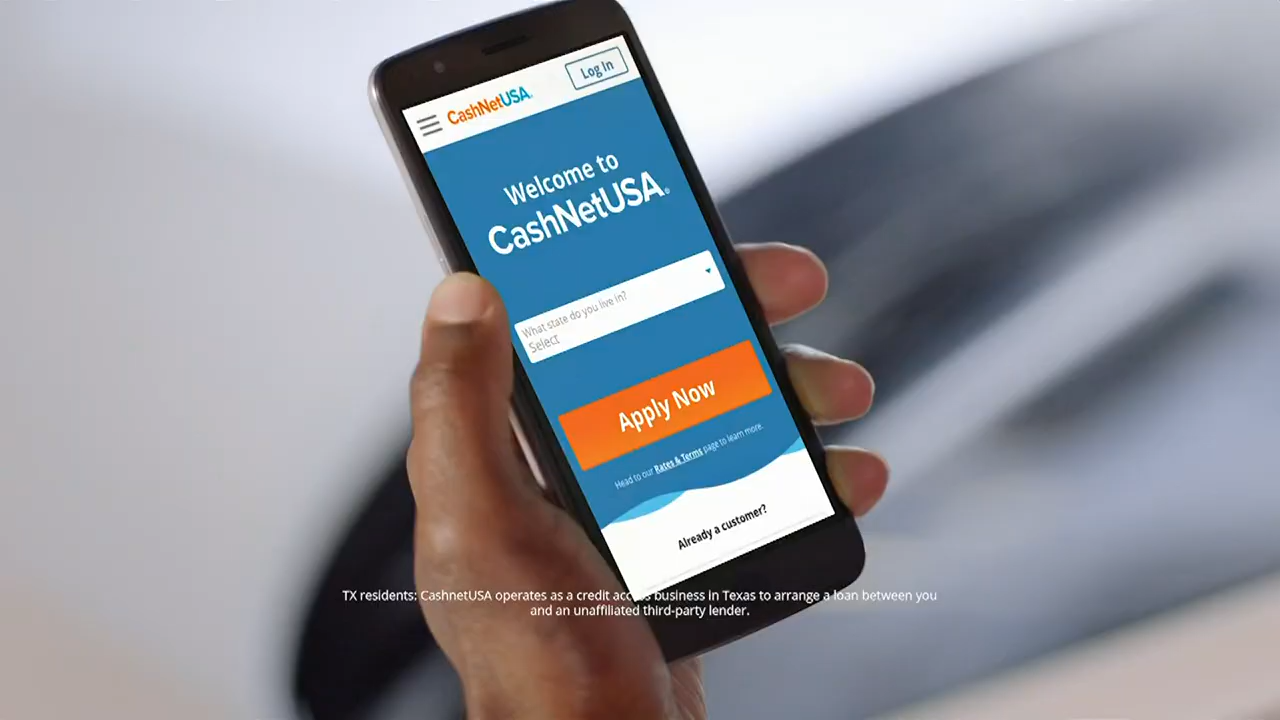 Log In
CashNetUSA
Welcome to
CashNetUSA®
What state do you live in?
Select
Apply Now
Head to our Rates & Terms page to learn more.
Already a customer?
TX residents: CashnetUSA operates as a credit access business in Texas to arrange a loan between you
and an unaffiliated third-party lender.